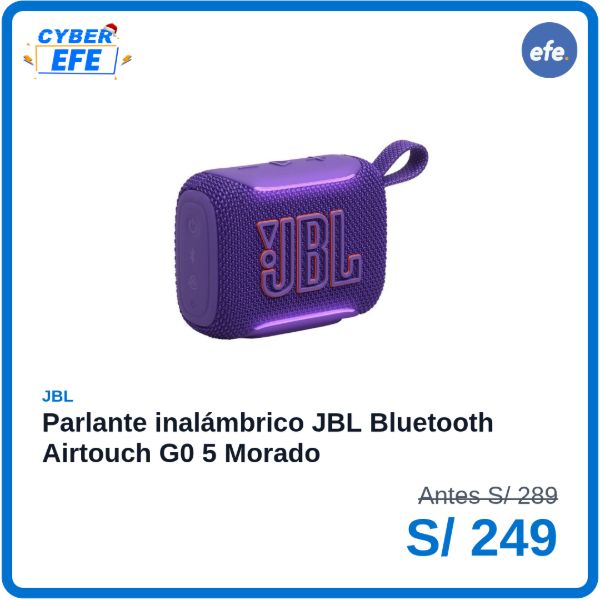 CYBER
EFE
efe.
JBL
JBL
Parlante inalámbrico JBL Bluetooth
Airtouch G0 5 Morado
Antes S/ 289
S/ 249